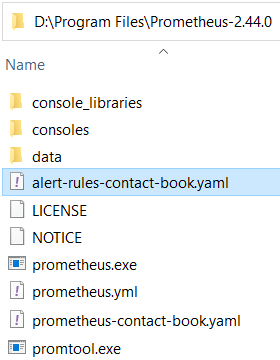 D:\Program Files\Prometheus-2.44.0
Name
console_libraries
consoles
data
alert-rules-contact-book.yaml
LICENSE
NOTICE
prometheus.exe
prometheus.yml
prometheus-contact-book.yaml
promtool.exe